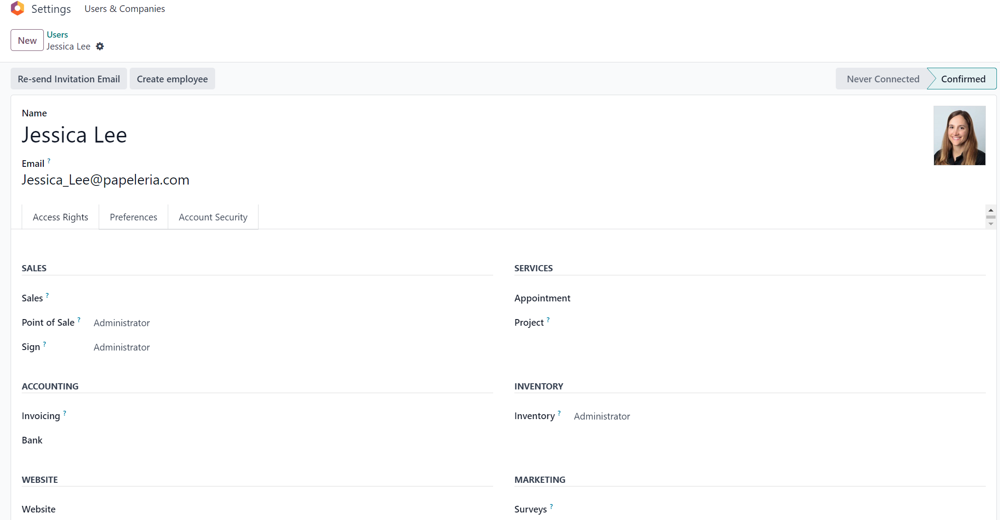 Settings Users & Companies
New
Users
Jessica Lee
Re-send Invitation Email Create employee Never Connected Confirmed
Name
Jessica Lee
Email ?
Jessica_Lee@papeleria.com
Access Rights Preferences Account Security
SALES
Sales ?
Point of Sale ? Administrator
Sign ? Administrator
SERVICES
Appointment
Project ?
ACCOUNTING
Invoicing ?
Bank
INVENTORY
Inventory ? Administrator
WEBSITE
Website
MARKETING
Surveys ?